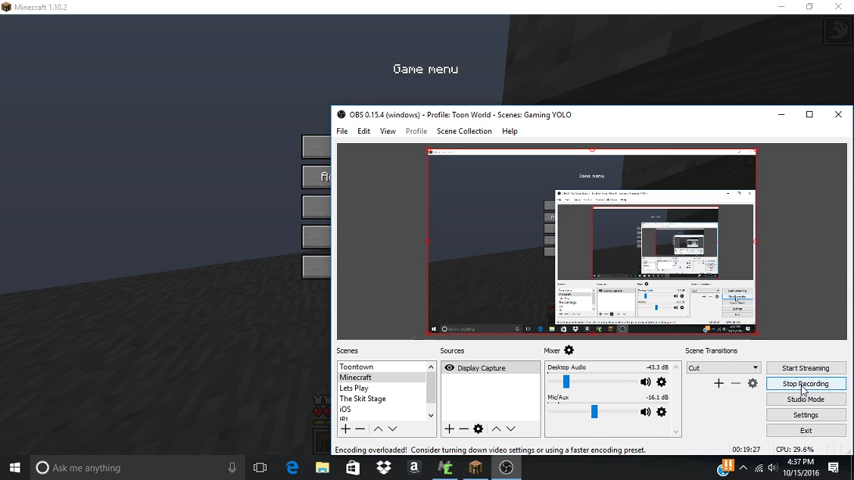 Minecraft 1.10.2
Game menu
OBS 0.15.4 (windows) - Profile: Toon World - Scenes: Gaming YOLO
File Edit View Profile Scene Collection Help
Game menu
Scenes Sources Mixer Scene Transitions
Toontown
Minecraft
Lets Play
The Skit Stage
iOS
Display Capture
Desktop Audio -43.3 dB
Mic/Aux -16.1 dB
Cut
Start Streaming
Stop Recording
Studio Mode
Settings
Exit
Encoding overloaded! Consider turning down video settings or using a faster encoding preset. 00:19:27 CPU: 29.6%
Ask me anything
4:37 PM
10/15/2016